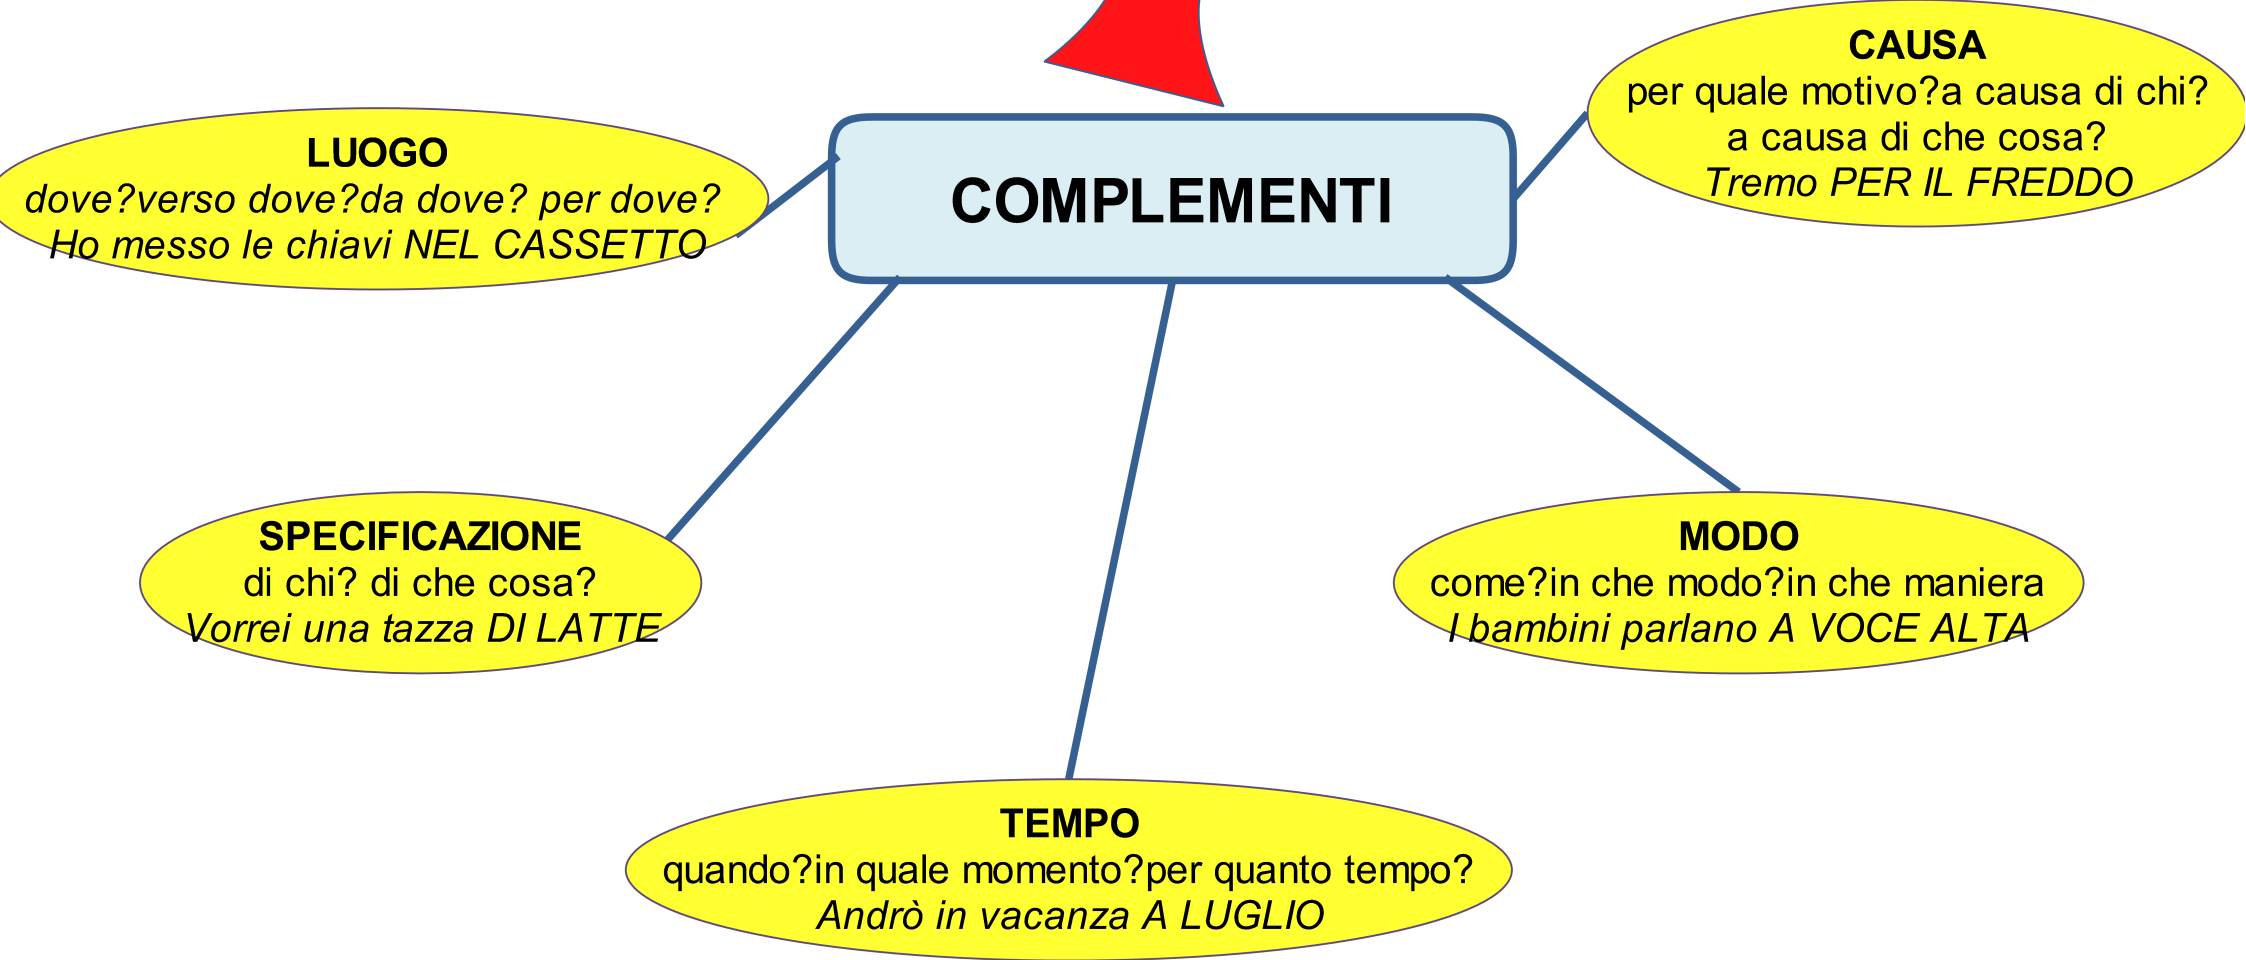 CAUSA
per quale motivo?a causa di chi?
a causa di che cosa?
Tremo PER IL FREDDO
LUOGO
dove?verso dove?da dove? per dove?
Ho messo le chiavi NEL CASSETTO
COMPLEMENTI
SPECIFICAZIONE
di chi? di che cosa?
Vorrei una tazza DI LATTE
MODO
come?in che modo?in che maniera
I bambini parlano A VOCE ALTA
TEMPO
quando?in quale momento?per quanto tempo?
Andrò in vacanza A LUGLIO